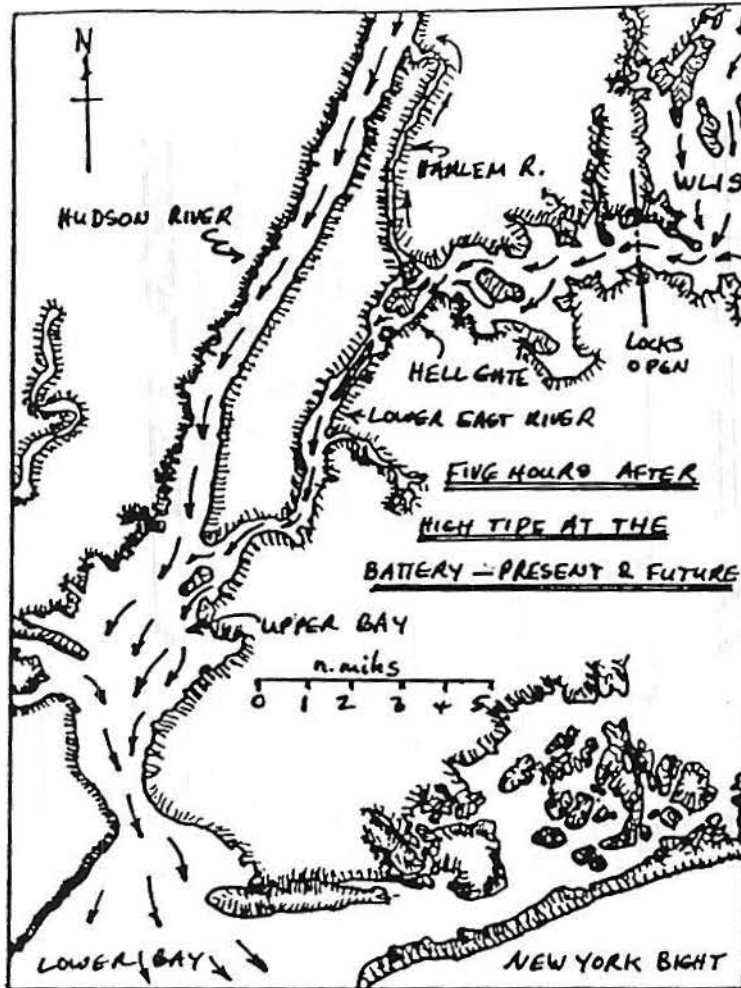 N
HARLEM R.
HUDSON RIVER
WLIS
LOCKS
OPEN
HELL GATE
LOWER EAST RIVER
FIVE HOURS AFTER
HIGH TIDE AT THE
BATTERY — PRESENT & FUTURE
UPPER BAY
n. miles
0 1 2 3 4 5
LOWER BAY
NEW YORK BIGHT